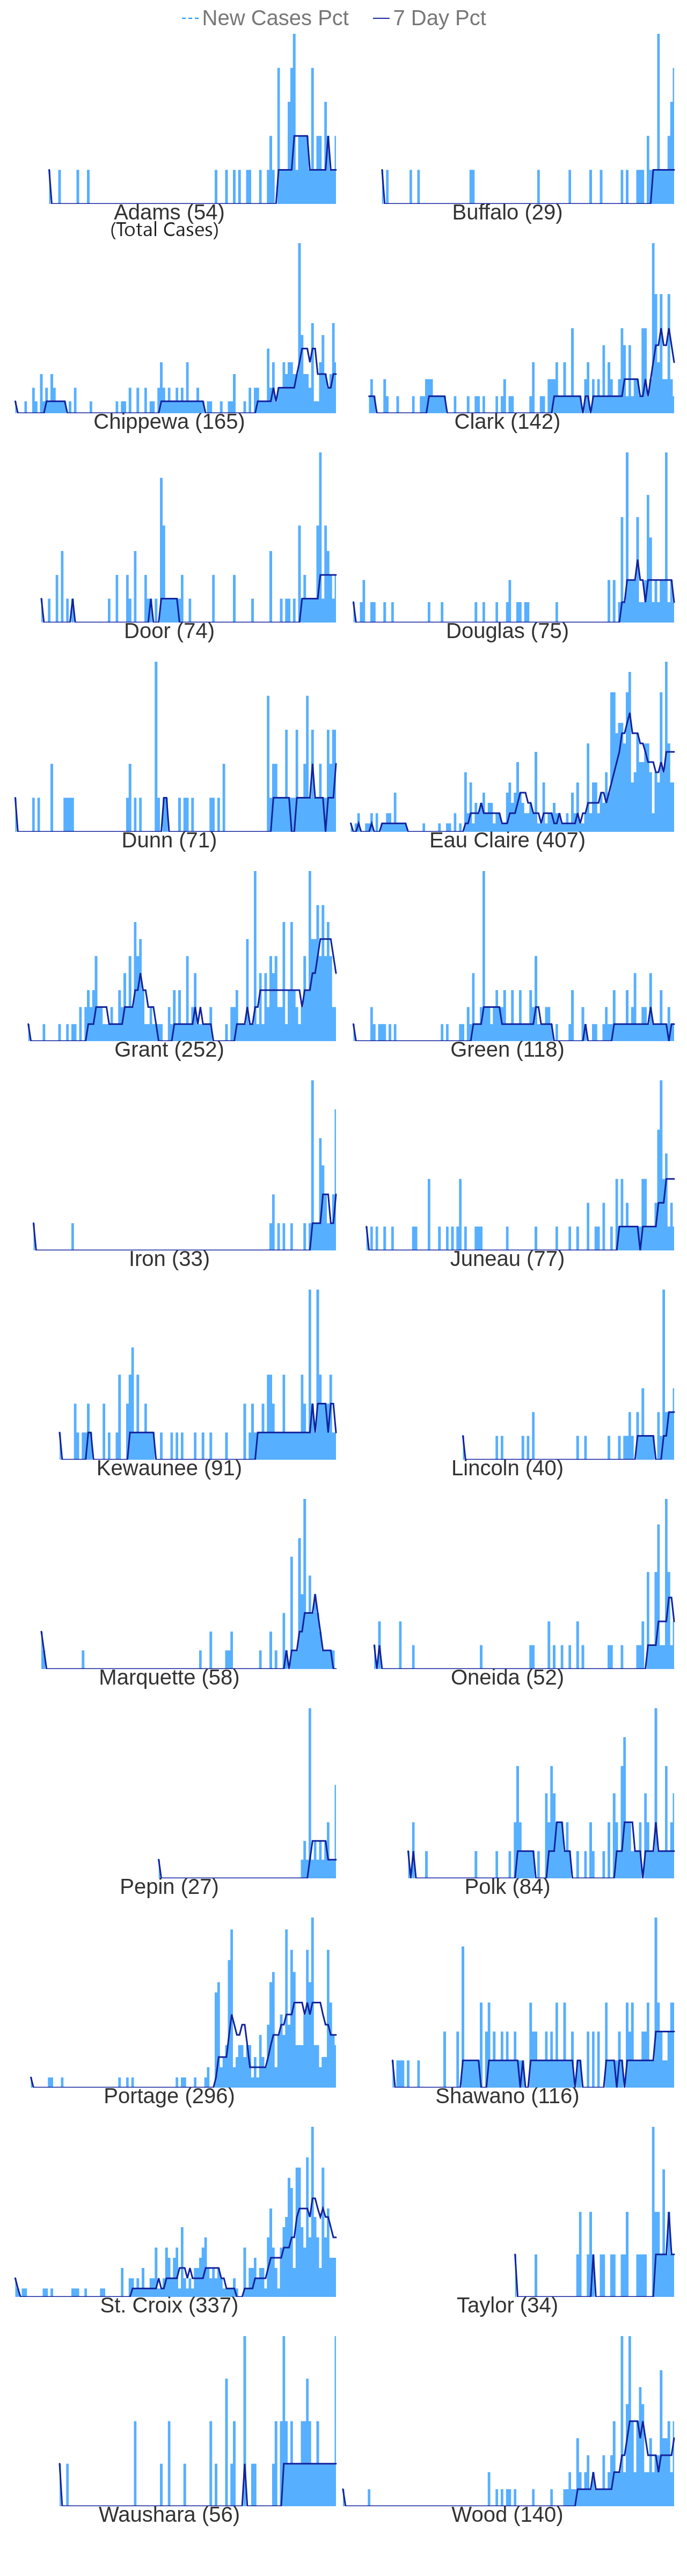 New Cases Pct 7 Day Pct
Adams (54) Buffalo (29)
(Total Cases)
Chippewa (165) Clark (142)
Door (74) Douglas (75)
Dunn (71) Eau Claire (407)
Grant (252) Green (118)
Iron (33) Juneau (77)
Kewaunee (91) Lincoln (40)
Marquette (58) Oneida (52)
Pepin (27) Polk (84)
Portage (296) Shawano (116)
St. Croix (337) Taylor (34)
Waushara (56) Wood (140)